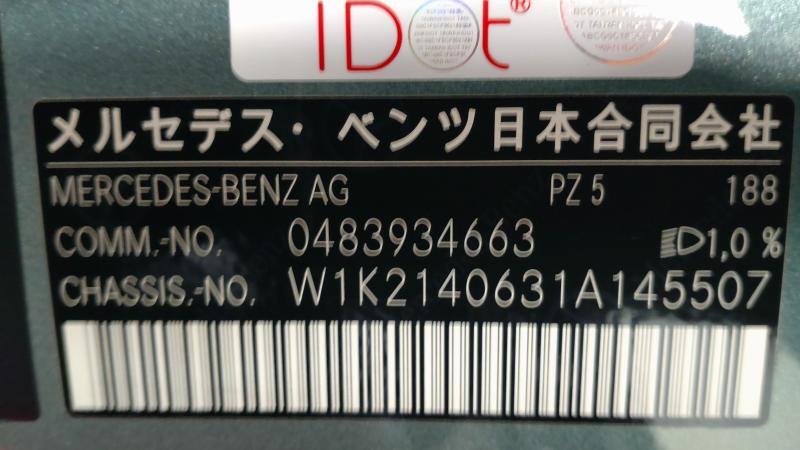 IDOt®
メルセデス・ベンツ日本合同会社
MERCEDES-BENZ AG PZ 5 188
COMM.-NO. 0483934663 1,0 %
CHASSIS.-NO. W1K2140631A145507